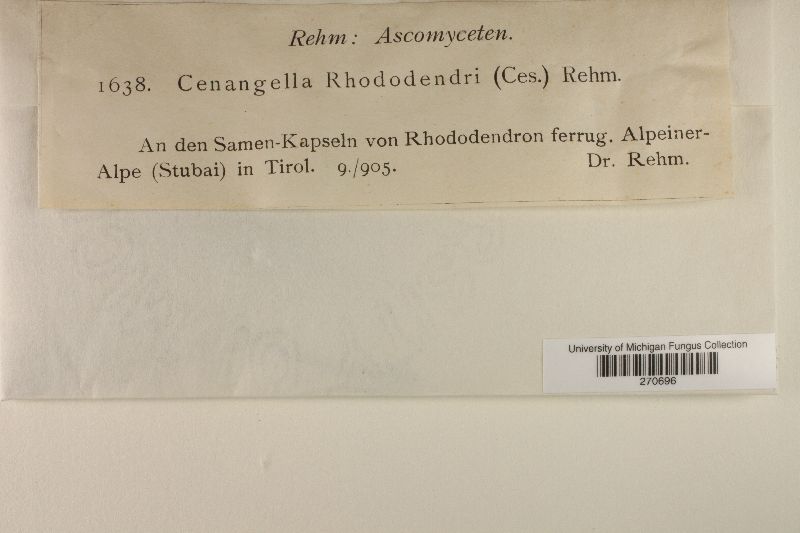 Rehm: Ascomyceten.
1638. Cenangella Rhododendri (Ces.) Rehm.
An den Samen-Kapseln von Rhododendron ferrug. Alpeiner-
Alpe (Stubai) in Tirol. 9./905. Dr. Rehm.
University of Michigan Fungus Collection
270696